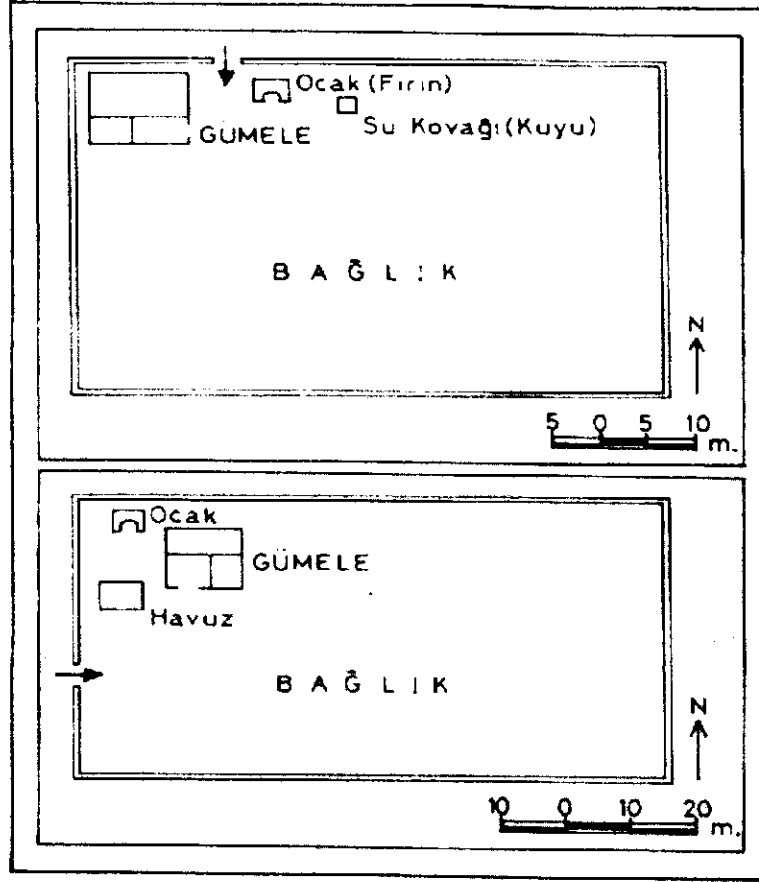 Ocak (Fırın)
GÜMELE
Su Kovağı (Kuyu)
BAĞLIK
N
5 0 5 10
m.
Ocak
GÜMELE
Havuz
BAĞLIK
N
10 0 10 20
m.